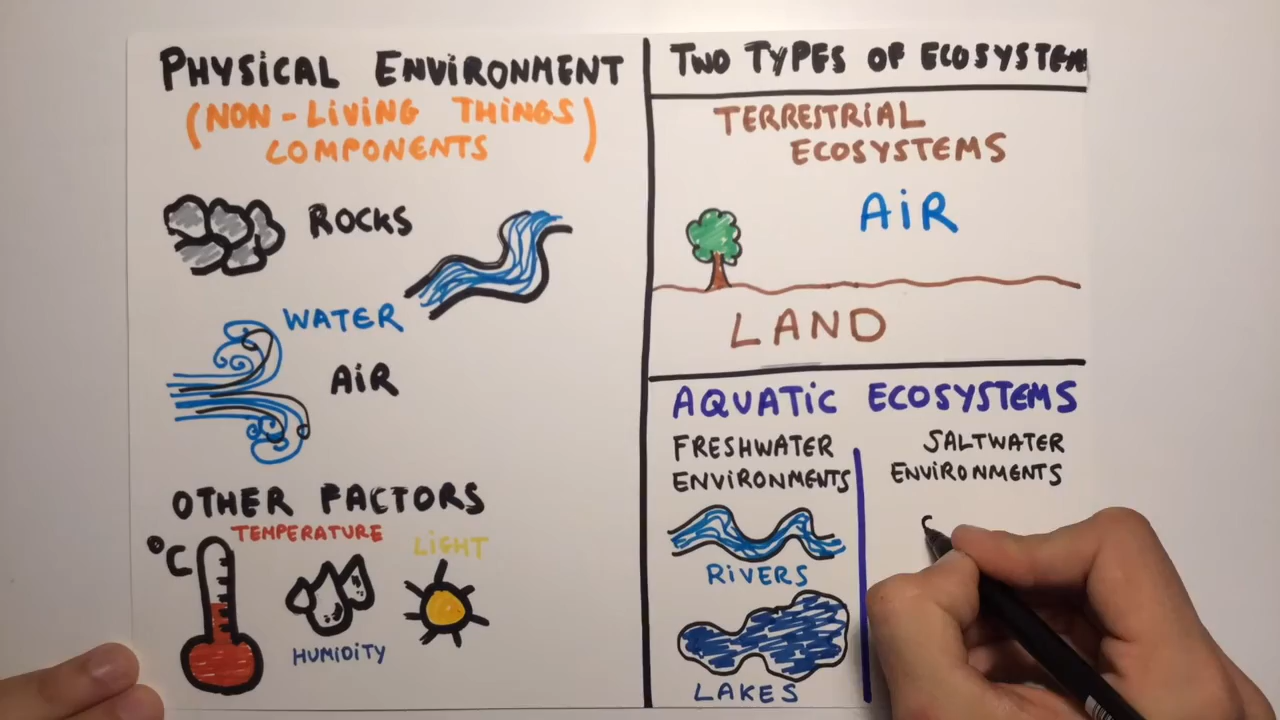 PHYSICAL ENVIRONMENT
(NON-LIVING THINGS
COMPONENTS)
ROCKS
WATER
AIR
OTHER FACTORS
TEMPERATURE
°C
LIGHT
HUMIDITY
TWO TYPES OF ECOSYSTEM
TERRESTRIAL
ECOSYSTEMS
AIR
LAND
AQUATIC ECOSYSTEMS
FRESHWATER
ENVIRONMENTS
RIVERS
LAKES
SALTWATER
ENVIRONMENTS